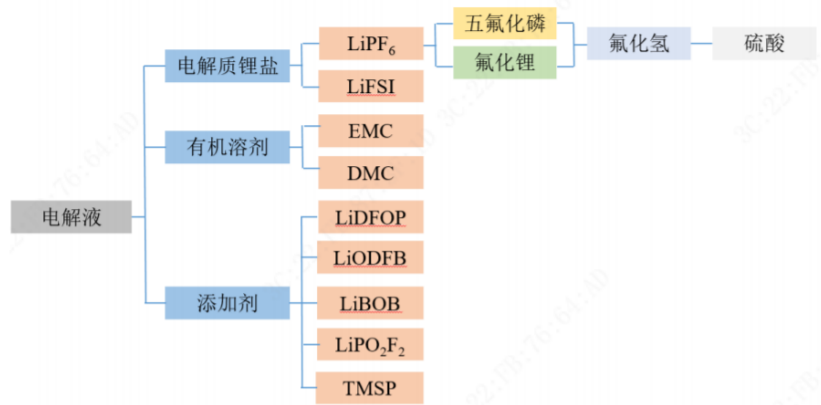 五氟化磷
LiPF₆
氟化氢
硫酸
电解质锂盐
氟化锂
LiFSI
EMC
有机溶剂
DMC
电解液
LiDFOP
LiODFB
添加剂
LiBOB
LiPO₂F₂
TMSP